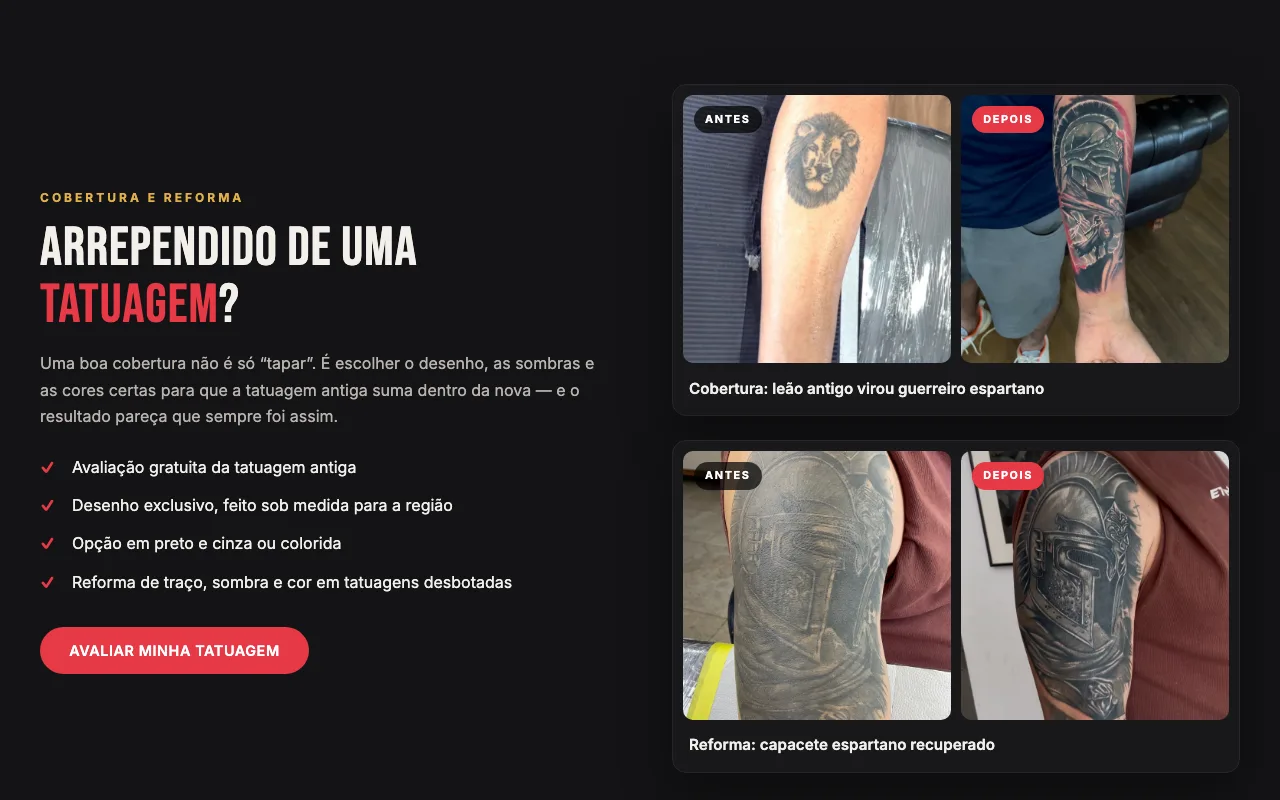 COBERTURA E REFORMA
ARREPENDIDO DE UMA
TATUAGEM?
Uma boa cobertura não é só “tapar”. É escolher o desenho, as sombras e
as cores certas para que a tatuagem antiga suma dentro da nova — e o
resultado pareça que sempre foi assim.
Avaliação gratuita da tatuagem antiga
Desenho exclusivo, feito sob medida para a região
Opção em preto e cinza ou colorida
Reforma de traço, sombra e cor em tatuagens desbotadas
AVALIAR MINHA TATUAGEM
ANTES
DEPOIS
Cobertura: leão antigo virou guerreiro espartano
ANTES
DEPOIS
Reforma: capacete espartano recuperado